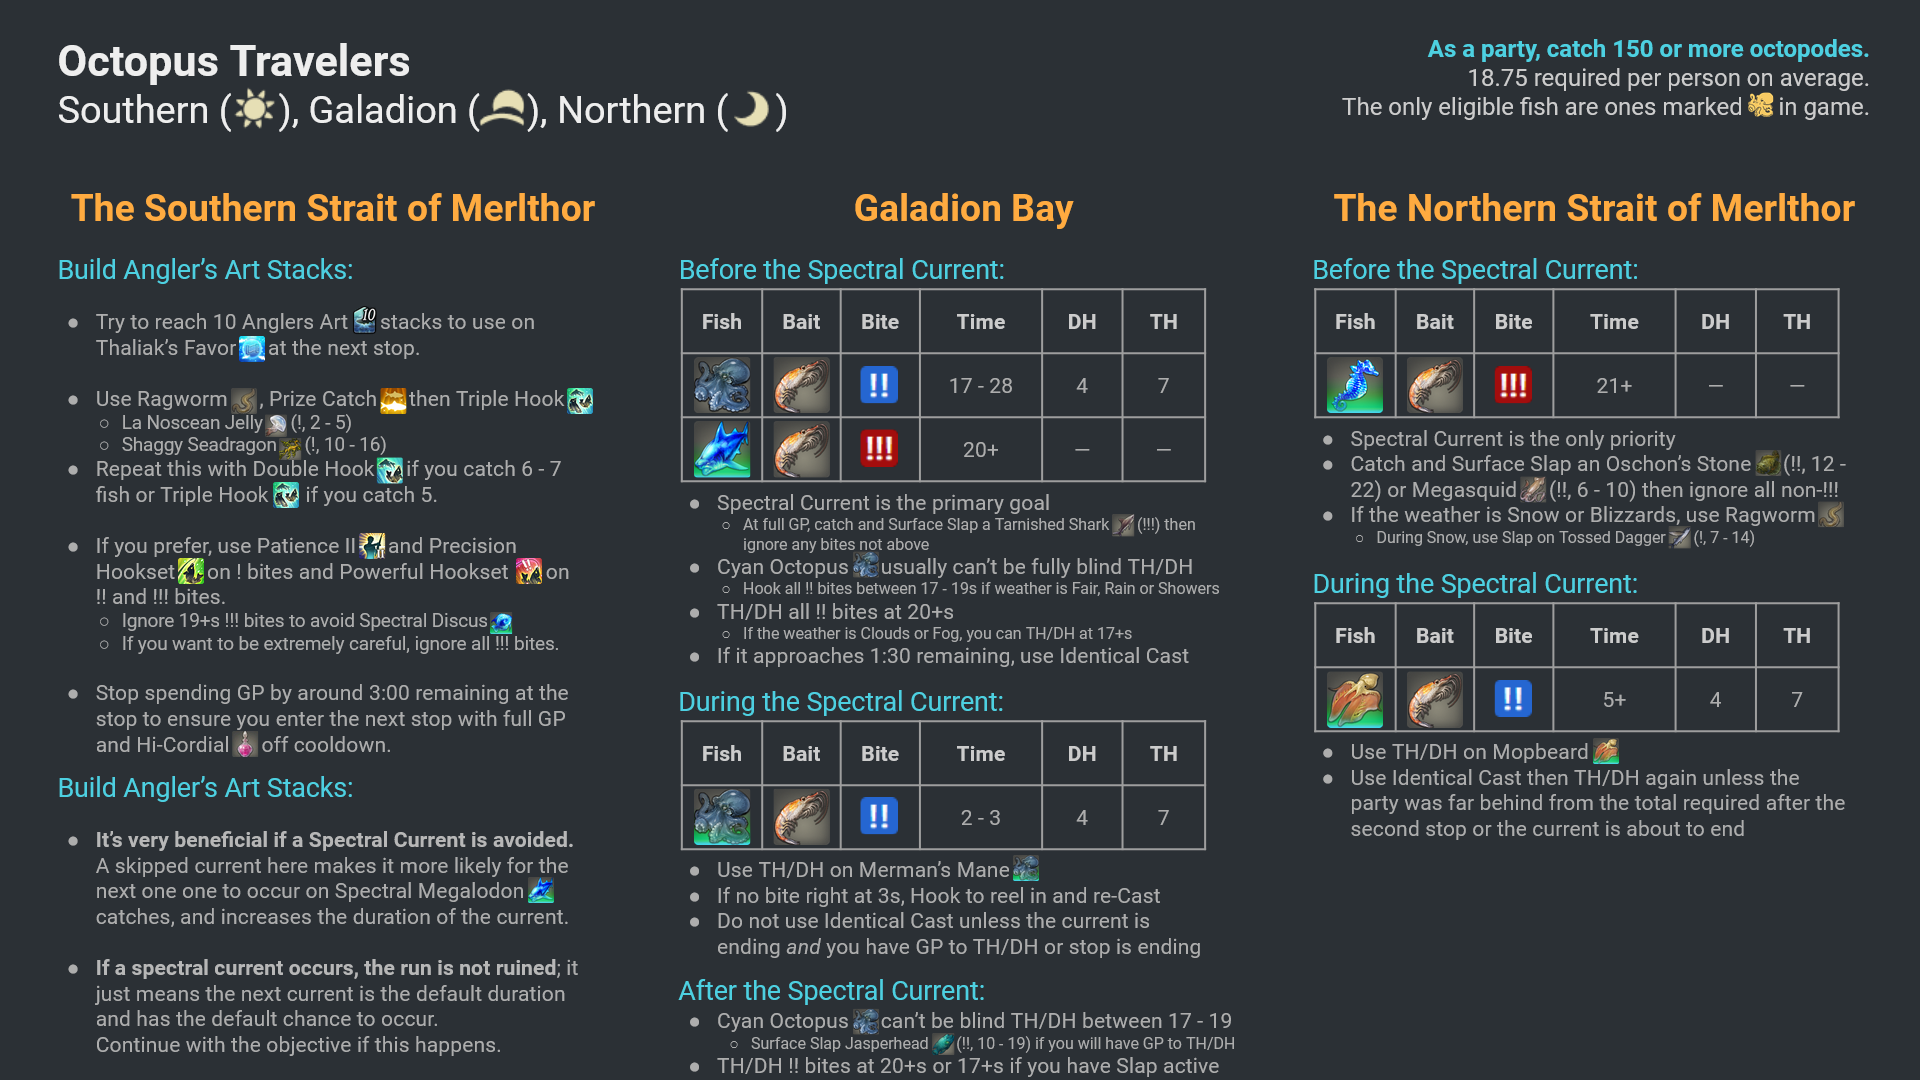 Octopus Travelers
Southern ( ), Galadion ( ), Northern ( )
As a party, catch 150 or more octopodes.
18.75 required per person on average.
The only eligible fish are ones marked in game.
The Southern Strait of Merlthor
Build Angler's Art Stacks:
● Try to reach 10 Anglers Art 10 stacks to use on
Thaliak's Favor at the next stop.
● Use Ragworm , Prize Catch then Triple Hook
○ La Noscean Jelly (!, 2 - 5)
○ Shaggy Seadragon (!, 10 - 16)
● Repeat this with Double Hook if you catch 6 - 7
fish or Triple Hook if you catch 5.
● If you prefer, use Patience II and Precision
Hookset on ! bites and Powerful Hookset on
!! and !!! bites.
○ Ignore 19+s !!! bites to avoid Spectral Discus
○ If you want to be extremely careful, ignore all !!! bites.
● Stop spending GP by around 3:00 remaining at the
stop to ensure you enter the next stop with full GP
and Hi-Cordial off cooldown.
Build Angler's Art Stacks:
● It's very beneficial if a Spectral Current is avoided.
A skipped current here makes it more likely for the
next one one to occur on Spectral Megalodon
catches, and increases the duration of the current.
● If a spectral current occurs, the run is not ruined; it
just means the next current is the default duration
and has the default chance to occur.
Continue with the objective if this happens.
Galadion Bay
Before the Spectral Current:
Fish Bait Bite Time DH TH
!! 17 - 28 4 7
!!! 20+ — —
● Spectral Current is the primary goal
○ At full GP, catch and Surface Slap a Tarnished Shark (!!!) then
ignore any bites not above
● Cyan Octopus usually can't be fully blind TH/DH
○ Hook all !! bites between 17 - 19s if weather is Fair, Rain or Showers
● TH/DH all !! bites at 20+s
○ If the weather is Clouds or Fog, you can TH/DH at 17+s
● If it approaches 1:30 remaining, use Identical Cast
During the Spectral Current:
Fish Bait Bite Time DH TH
!! 2 - 3 4 7
● Use TH/DH on Merman's Mane
● If no bite right at 3s, Hook to reel in and re-Cast
● Do not use Identical Cast unless the current is
ending and you have GP to TH/DH or stop is ending
After the Spectral Current:
● Cyan Octopus can't be blind TH/DH between 17 - 19
○ Surface Slap Jasperhead (!!, 10 - 19) if you will have GP to TH/DH
● TH/DH !! bites at 20+s or 17+s if you have Slap active
The Northern Strait of Merlthor
Before the Spectral Current:
Fish Bait Bite Time DH TH
!!! 21+ — —
● Spectral Current is the only priority
● Catch and Surface Slap an Oschon's Stone (!!, 12 -
22) or Megasquid (!!, 6 - 10) then ignore all non-!!!
● If the weather is Snow or Blizzards, use Ragworm
○ During Snow, use Slap on Tossed Dagger (!, 7 - 14)
During the Spectral Current:
Fish Bait Bite Time DH TH
!! 5+ 4 7
● Use TH/DH on Mopbeard
● Use Identical Cast then TH/DH again unless the
party was far behind from the total required after the
second stop or the current is about to end